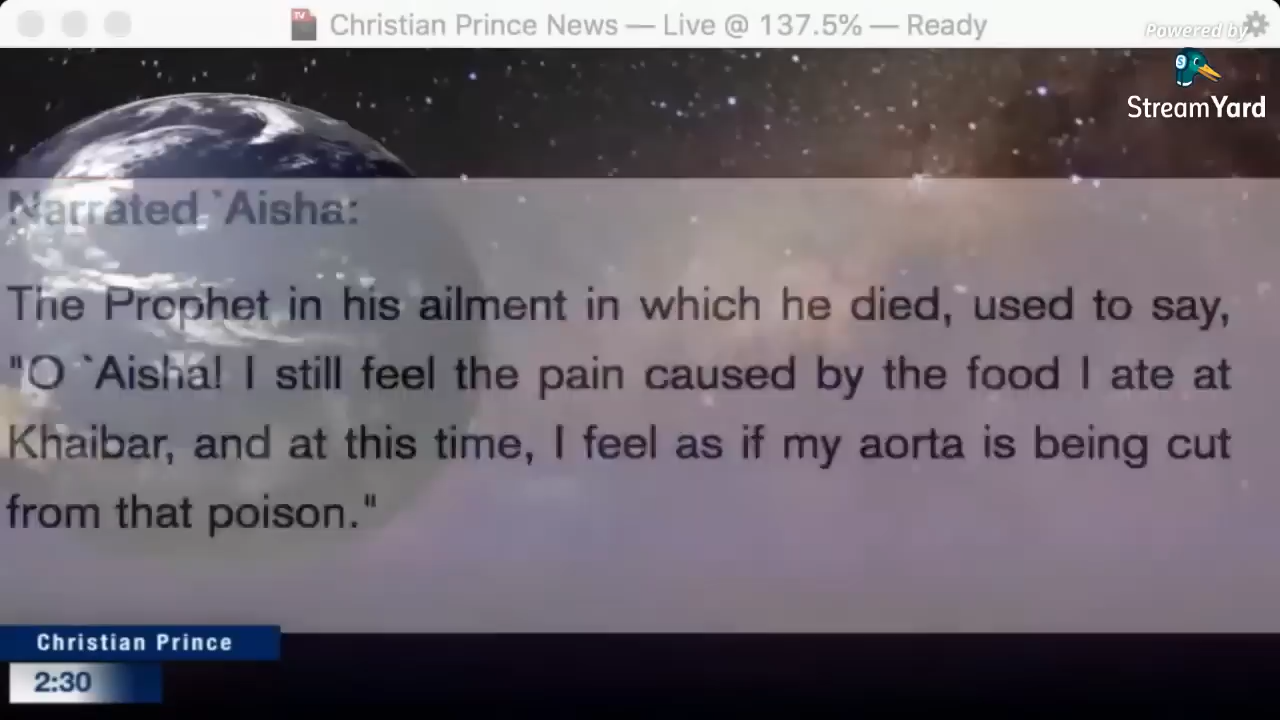 Christian Prince News — Live @ 137.5% — Ready
Powered by
StreamYard
Narrated `Aisha:
The Prophet in his ailment in which he died, used to say,
"O `Aisha! I still feel the pain caused by the food I ate at
Khaibar, and at this time, I feel as if my aorta is being cut
from that poison."
Christian Prince
2:30